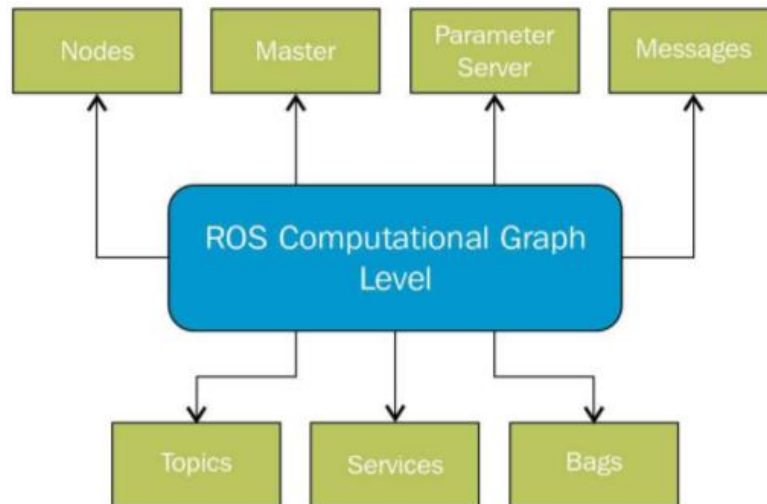 Nodes
Master
Parameter
Server
Messages
ROS Computational Graph
Level
Topics
Services
Bags